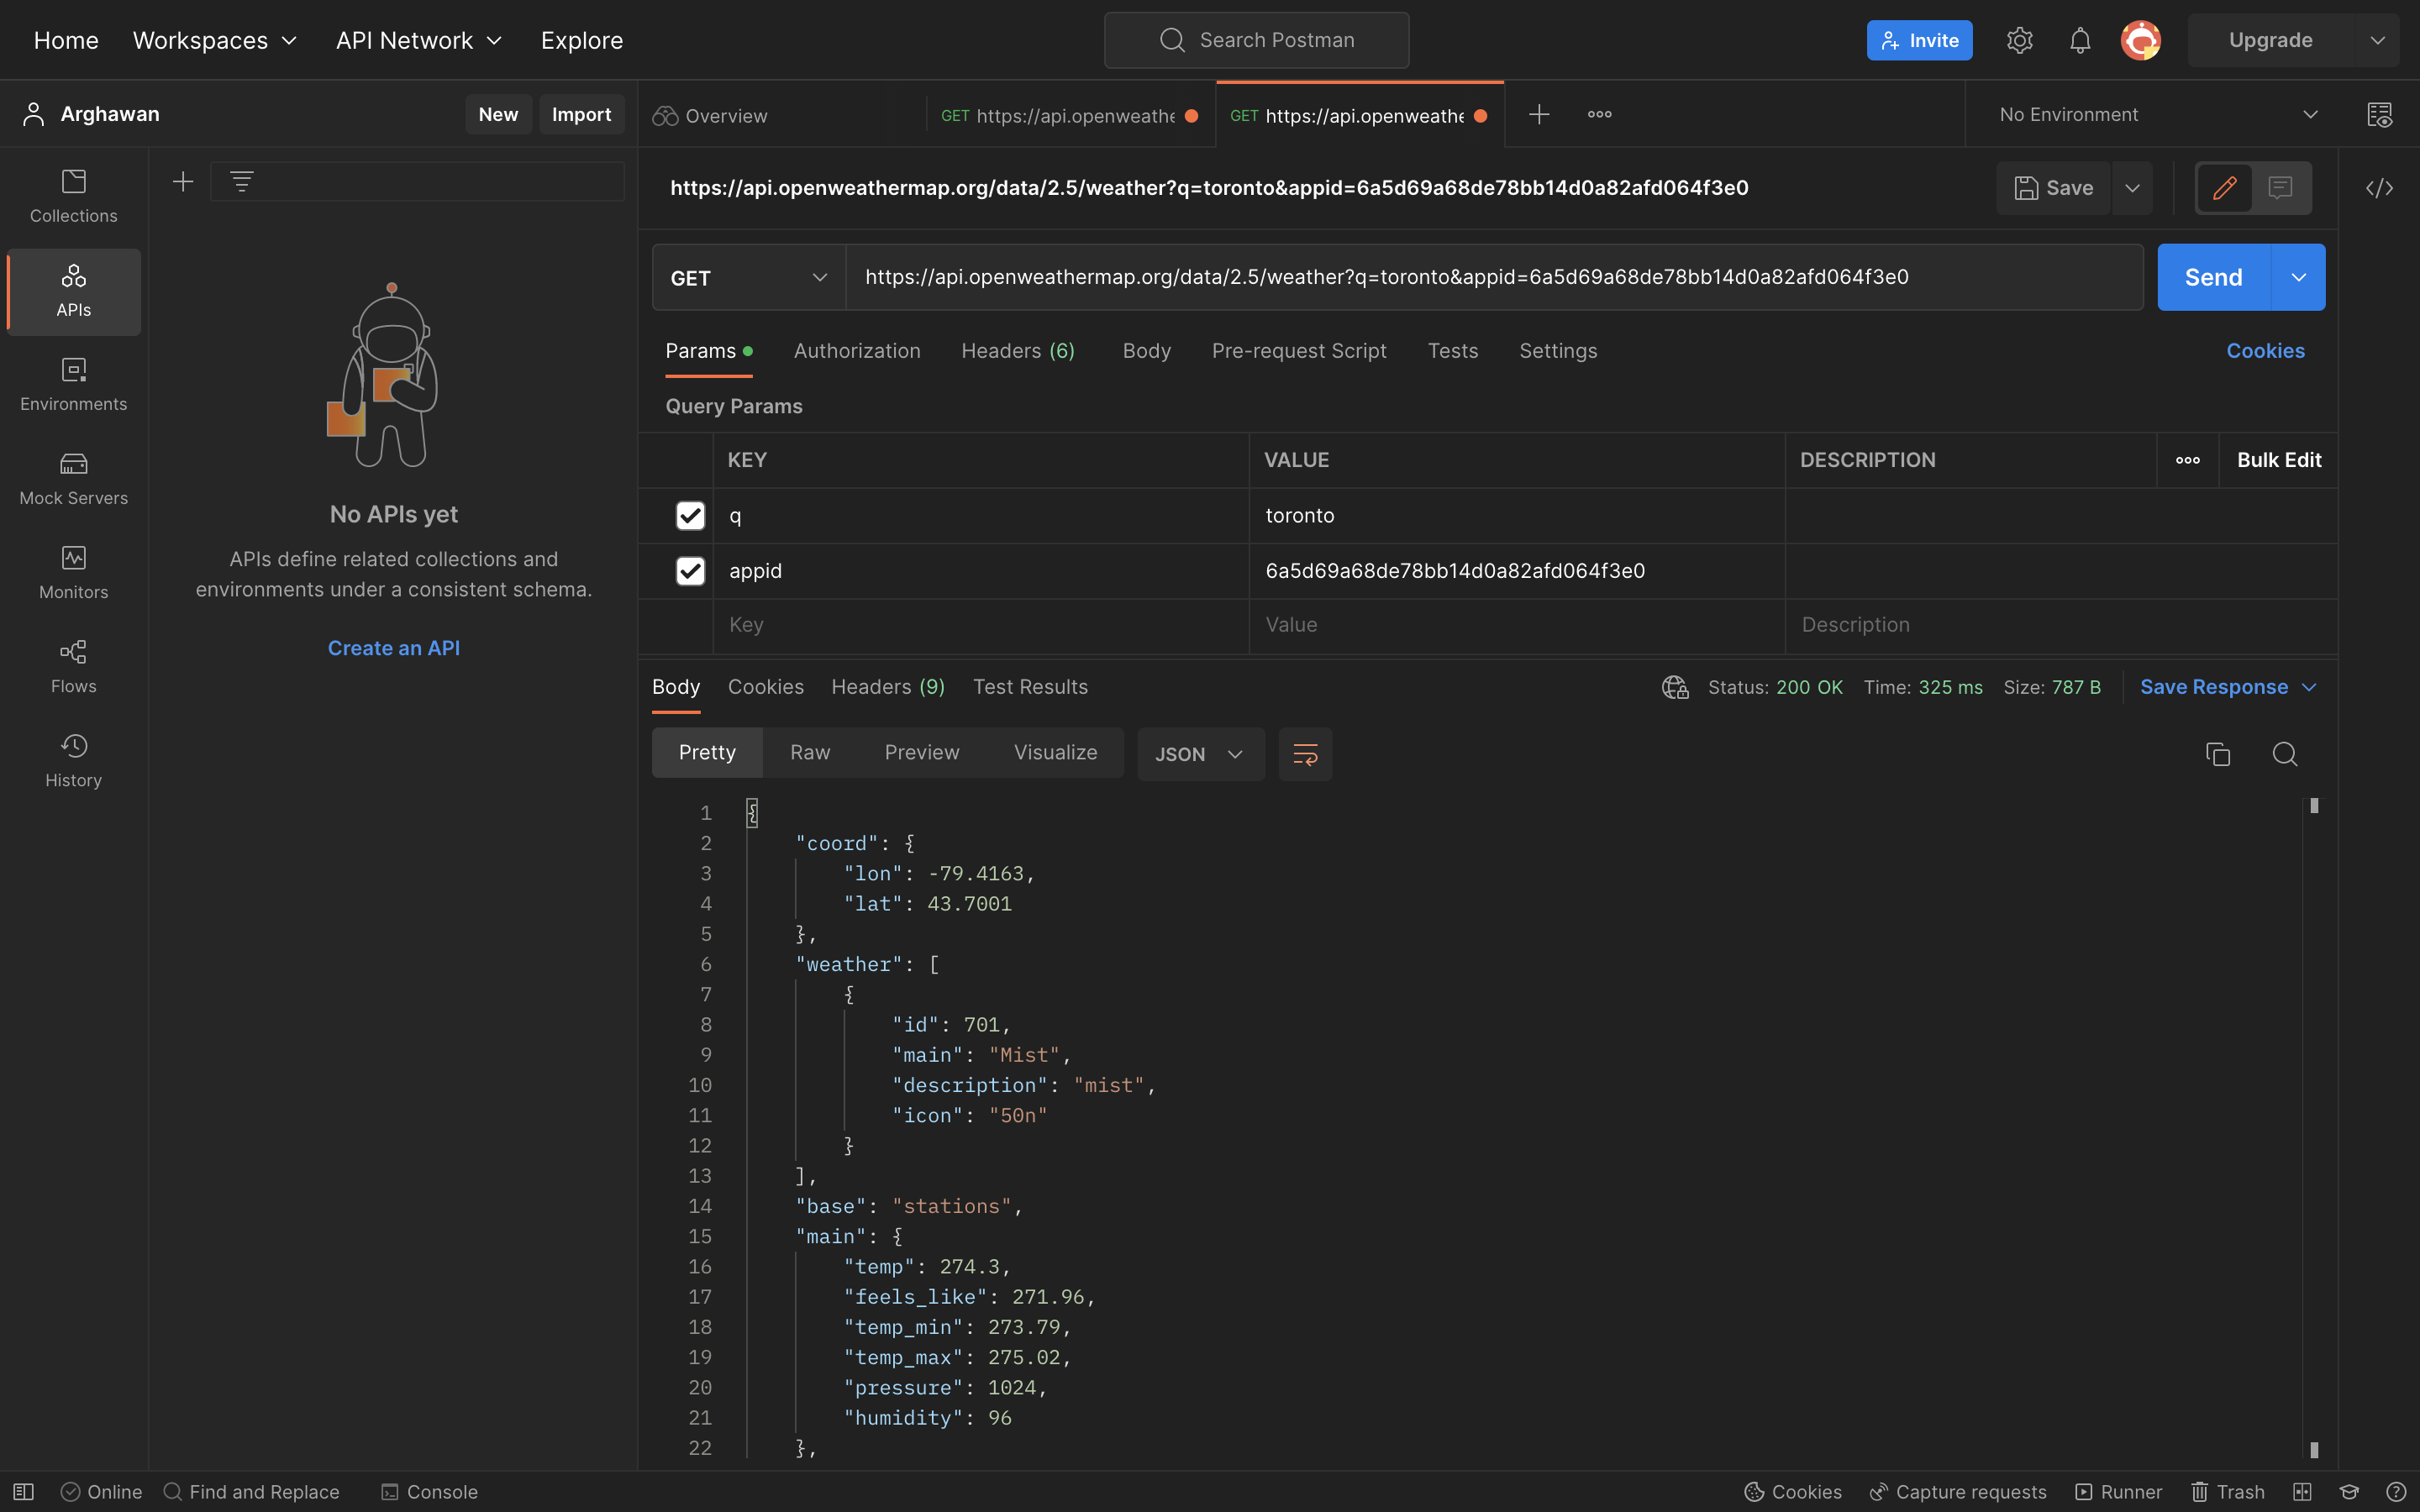 Home Workspaces API Network Explore Search Postman Invite Upgrade
Arghawan New Import
Overview GET https://api.openweathe GET https://api.openweathe No Environment
Collections
APIs
Environments
Mock Servers
Monitors
Flows
History
No APIs yet
APIs define related collections and
environments under a consistent schema.
Create an API
https://api.openweathermap.org/data/2.5/weather?q=toronto&appid=6a5d69a68de78bb14d0a82afd064f3e0 Save
GET https://api.openweathermap.org/data/2.5/weather?q=toronto&appid=6a5d69a68de78bb14d0a82afd064f3e0 Send
Params Authorization Headers (6) Body Pre-request Script Tests Settings Cookies
Query Params
KEY VALUE DESCRIPTION Bulk Edit
q toronto
appid 6a5d69a68de78bb14d0a82afd064f3e0
Key Value Description
Body Cookies Headers (9) Test Results Status: 200 OK Time: 325 ms Size: 787 B Save Response
Pretty Raw Preview Visualize JSON
1 {
2 "coord": {
3 "lon": -79.4163,
4 "lat": 43.7001
5 },
6 "weather": [
7 {
8 "id": 701,
9 "main": "Mist",
10 "description": "mist",
11 "icon": "50n"
12 }
13 ],
14 "base": "stations",
15 "main": {
16 "temp": 274.3,
17 "feels_like": 271.96,
18 "temp_min": 273.79,
19 "temp_max": 275.02,
20 "pressure": 1024,
21 "humidity": 96
22 },
Online Find and Replace Console Cookies Capture requests Runner Trash